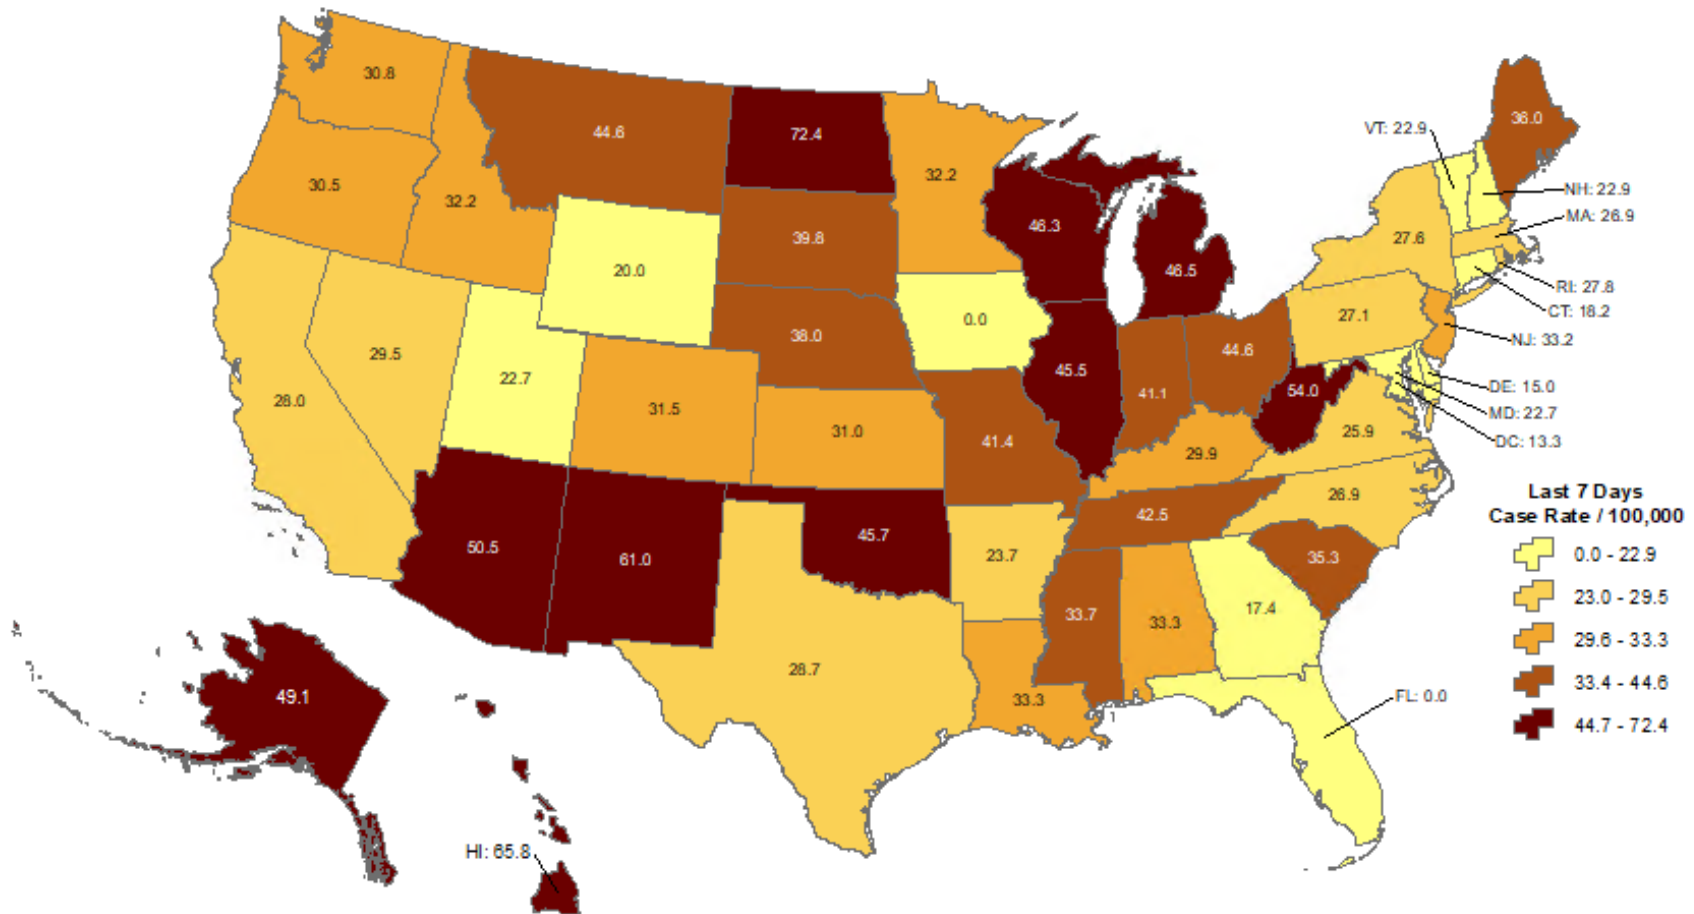 30.8
44.6
72.4
32.2
36.0
VT: 22.9
NH: 22.9
MA: 26.9
30.5
32.2
39.8
46.3
46.5
27.6
RI: 27.8
CT: 18.2
NJ: 33.2
20.0
38.0
0.0
27.1
28.0
29.5
22.7
31.5
31.0
41.4
45.5
41.1
44.6
54.0
DE: 15.0
MD: 22.7
DC: 13.3
29.9
25.9
26.9
50.5
61.0
45.7
23.7
42.5
35.3
33.7
33.3
17.4
28.7
33.3
FL: 0.0
49.1
HI: 65.8
Last 7 Days
Case Rate / 100,000
0.0 - 22.9
23.0 - 29.5
29.6 - 33.3
33.4 - 44.6
44.7 - 72.4